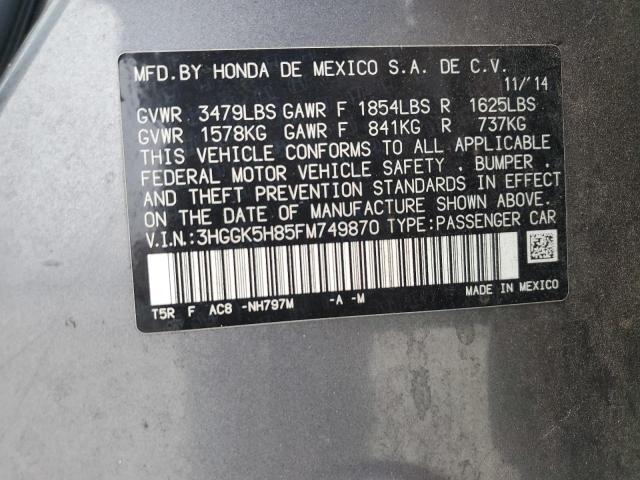 MFD.BY HONDA DE MEXICO S.A. DE C.V.
11/'14
GVWR 3479LBS GAWR F 1854LBS R 1625LBS
GVWR 1578KG GAWR F 841KG R 737KG
THIS VEHICLE CONFORMS TO ALL APPLICABLE
FEDERAL MOTOR VEHICLE SAFETY , BUMPER ,
AND THEFT PREVENTION STANDARDS IN EFFECT
ON THE DATE OF MANUFACTURE SHOWN ABOVE.
V.I.N.:3HGGK5H85FM749870 TYPE:PASSENGER CAR
T5R F AC8 -NH797M -A -M
MADE IN MEXICO